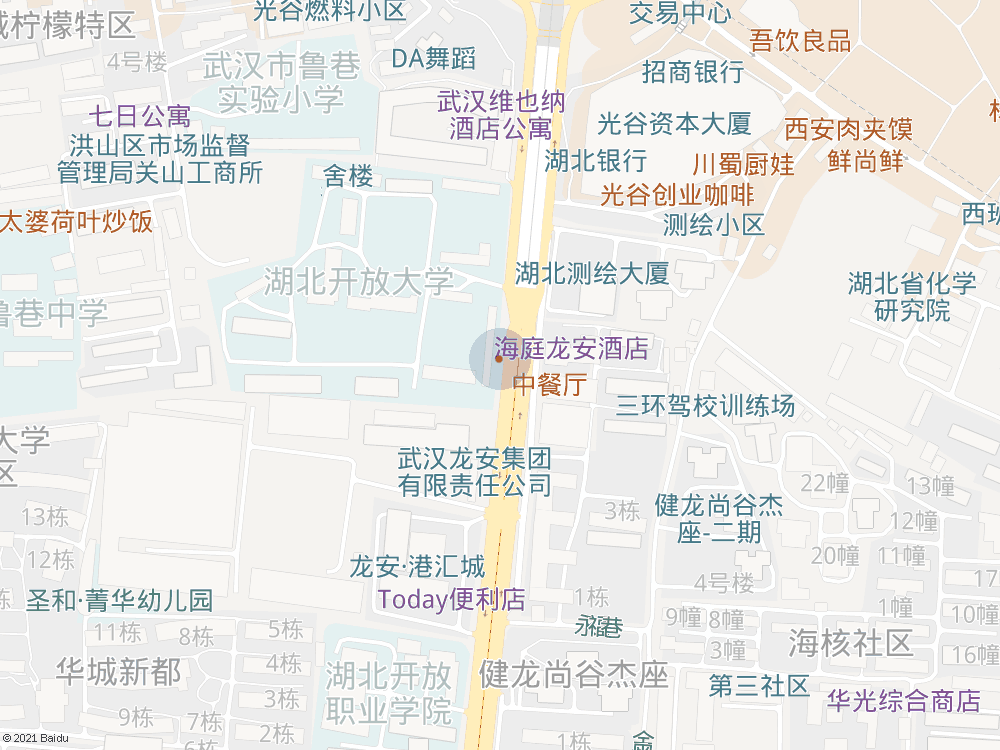 光谷燃料小区
交易中心
柠檬特区
吾饮良品
4号楼
DA舞蹈
武汉市鲁巷
实验小学
招商银行
七日公寓
武汉维也纳
酒店公寓
光谷资本大厦
西安肉夹馍
洪山区市场监督
管理局关山工商所
湖北银行
川蜀厨娃
鲜尚鲜
舍楼
光谷创业咖啡
太婆荷叶炒饭
测绘小区
西班
湖北开放大学
湖北测绘大厦
湖北省化学
研究院
鲁巷中学
海庭龙安酒店
中餐厅
三环驾校训练场
大学
区
武汉龙安集团
有限责任公司
22幢
13幢
3栋
健龙尚谷杰
座-二期
13栋
12幢
12栋
20幢
11幢
龙安·港汇城
4号楼
17
圣和·菁华幼儿园
Today便利店
1栋
1幢
9幢
8幢
10幢
11栋
8栋
5栋
永福巷
3幢
海核社区
16幢
华城新都
4栋
湖北开放
职业学院
健龙尚谷杰座
第三社区
3栋
华光综合商店
9栋
7栋
2栋
6栋
1栋
金
© 2021 Baidu